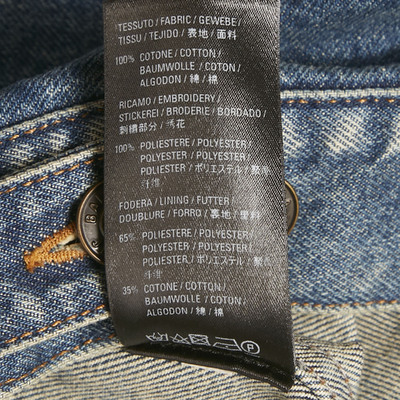 TESSUTO / FABRIC / GEWEBE /
TISSU / TEJIDO / 表地 / 面料
100% COTONE / COTTON /
BAUMWOLLE / COTON /
ALGODON / 綿 / 棉
RICAMO / EMBROIDERY /
STICKEREI / BRODERIE / BORDADO /
刺繍部分 / 绣花
100% POLIESTERE / POLYESTER /
POLYESTER / POLYESTER /
POLIESTER / ポリエステル / 聚酯
纤维
FODERA / LINING / FUTTER /
DOUBLURE / FORRO / 裏地 / 里料
65% POLIESTERE / POLYESTER /
POLYESTER / POLYESTER /
POLIESTER / ポリエステル / 聚酯
纤维
35% COTONE / COTTON /
BAUMWOLLE / COTON /
ALGODON / 綿 / 棉
P